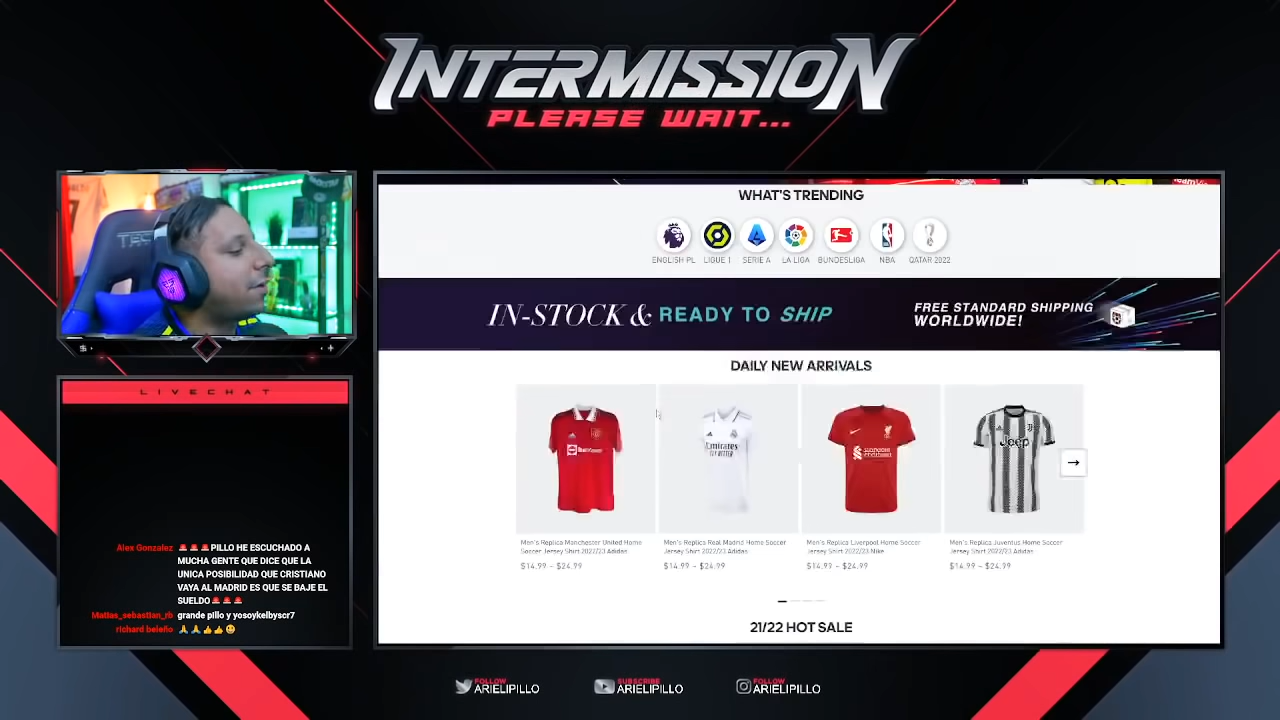 INTERMISSION
PLEASE WAIT...
WHAT'S TRENDING
ENGLISH PL
LIGUE 1
SERIE A
LA LIGA
BUNDESLIGA
NBA
QATAR 2022
IN-STOCK & READY TO SHIP
FREE STANDARD SHIPPING
WORLDWIDE!
DAILY NEW ARRIVALS
Jeep
Men's Replica Manchester United Home
Soccer Jersey Shirt 2022/23 Adidas
$14.99 - $24.99
Men's Replica Real Madrid Home Soccer
Jersey Shirt 2022/23 Adidas
$14.99 - $24.99
Men's Replica Liverpool Home Soccer
Jersey Shirt 2022/23 Nike
$14.99 - $24.99
Men's Replica Juventus Home Soccer
Jersey Shirt 2022/23 Adidas
$14.99 - $24.99
21/22 HOT SALE
LIVECHAT
Alex Gonzalez 🚨🚨🚨PILLO HE ESCUCHADO A
MUCHA GENTE QUE DICE QUE LA
UNICA POSIBILIDAD QUE CRISTIANO
VAYA AL MADRID ES QUE SE BAJE EL
SUELDO🚨🚨🚨
Matias_sebastian_rb grande pillo y yosoykelbyscr7
richard beleño 🙏🙏👍👍😃
FOLLOW
ARIELIPILLO
SUBSCRIBE
ARIELIPILLO
FOLLOW
ARIELIPILLO